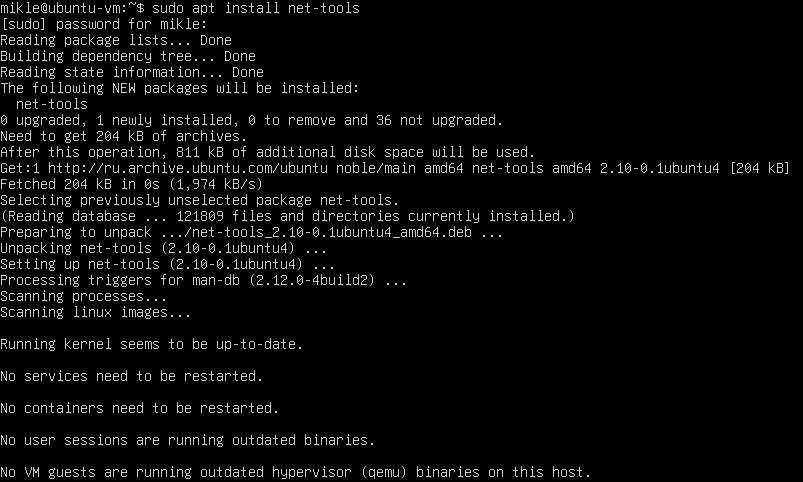 mikle@ubuntu-vm:~$ sudo apt install net-tools
[sudo] password for mikle:
Reading package lists... Done
Building dependency tree... Done
Reading state information... Done
The following NEW packages will be installed:
  net-tools
0 upgraded, 1 newly installed, 0 to remove and 36 not upgraded.
Need to get 204 kB of archives.
After this operation, 811 kB of additional disk space will be used.
Get:1 http://ru.archive.ubuntu.com/ubuntu noble/main amd64 net-tools amd64 2.10-0.1ubuntu4 [204 kB]
Fetched 204 kB in 0s (1,974 kB/s)
Selecting previously unselected package net-tools.
(Reading database ... 121809 files and directories currently installed.)
Preparing to unpack .../net-tools_2.10-0.1ubuntu4_amd64.deb ...
Unpacking net-tools (2.10-0.1ubuntu4) ...
Setting up net-tools (2.10-0.1ubuntu4) ...
Processing triggers for man-db (2.12.0-4build2) ...
Scanning processes...
Scanning linux images...

Running kernel seems to be up-to-date.

No services need to be restarted.

No containers need to be restarted.

No user sessions are running outdated binaries.

No VM guests are running outdated hypervisor (qemu) binaries on this host.